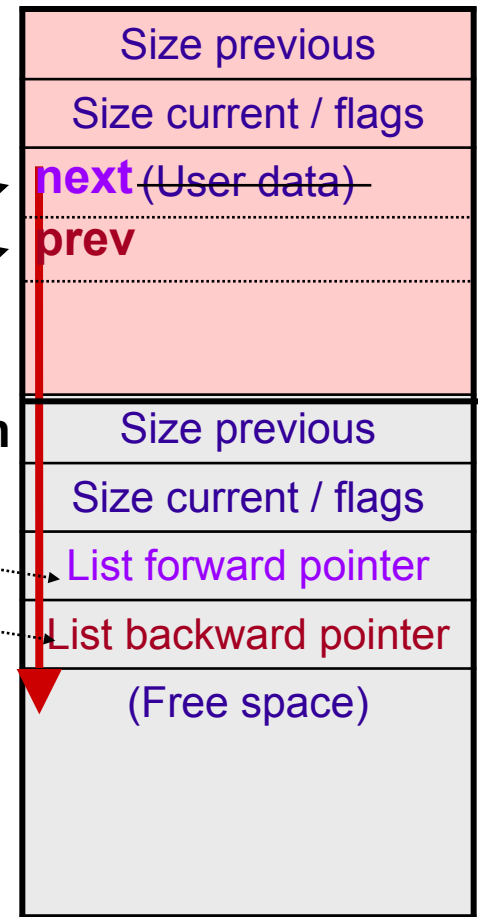 Size previous
Size current / flags
next (User data)
prev
Size previous
Size current / flags
List forward pointer
List backward pointer
(Free space)